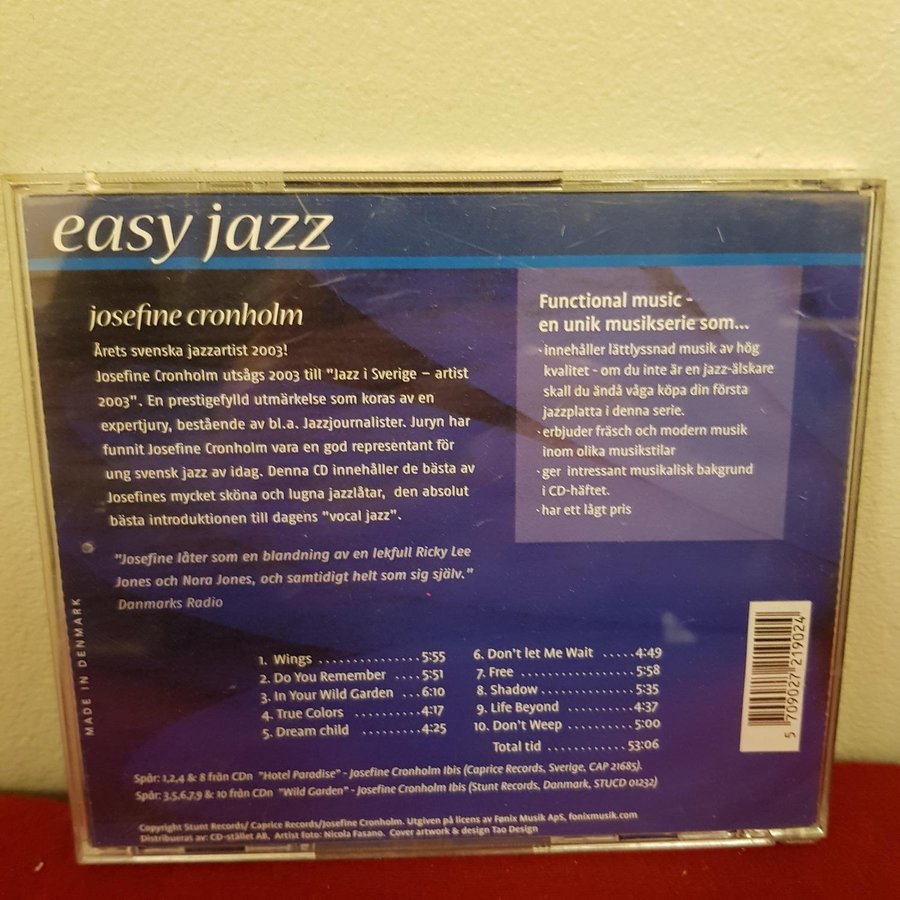 easy jazz
josefine cronholm
Årets svenska jazzartist 2003!
Josefine Cronholm utsågs 2003 till "Jazz i Sverige – artist
2003". En prestigefylld utmärkelse som koras av en
expertjury, bestående av bl.a. Jazzjournalister. Juryn har
funnit Josefine Cronholm vara en god representant för
ung svensk jazz av idag. Denna CD innehåller de bästa av
Josefines mycket sköna och lugna jazzlåtar, den absolut
bästa introduktionen till dagens "vocal jazz".
"Josefine låter som en blandning av en lekfull Ricky Lee
Jones och Nora Jones, och samtidigt helt som sig själv."
Danmarks Radio
Functional music -
en unik musikserie som...
·innehåller lättlyssnad musik av hög
kvalitet - om du inte är en jazz-älskare
skall du ändå våga köpa din första
jazzplatta i denna serie.
·erbjuder fräsch och modern musik
inom olika musikstilar
·ger intressant musikalisk bakgrund
i CD-häftet.
·har ett lågt pris
MADE IN DENMARK
1. Wings ................5:55
2. Do You Remember ....5:51
3. In Your Wild Garden ...6:10
4. True Colors ..........4:17
5. Dream child .........4:25
6. Don't let Me Wait .....4:49
7. Free ..................5:58
8. Shadow ...............5:35
9. Life Beyond ..........4:37
10. Don't Weep ..........5:00
Total tid ............53:06
Spår: 1,2,4 & 8 från CDn "Hotel Paradise" - Josefine Cronholm Ibis (Caprice Records, Sverige, CAP 21685).
Spår: 3,5,6,7,9 & 10 från CDn "Wild Garden" - Josefine Cronholm Ibis (Stunt Records, Danmark, STUCD 01232)
Copyright Stunt Records/ Caprice Records/Josefine Cronholm. Utgiven på licens av Fønix Musik ApS, fonixmusik.com
Distribueras av: CD-stället AB, Artist foto: Nicola Fasano. Cover artwork & design Tao Design
5 709027 219024